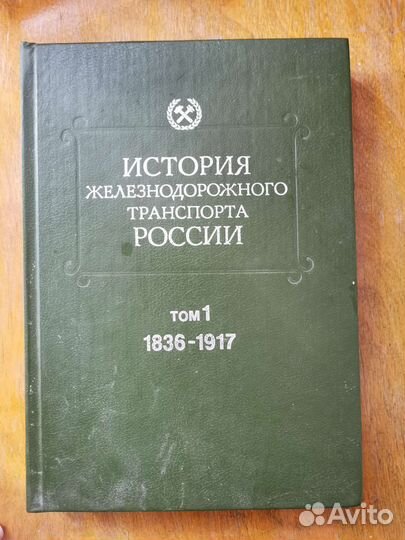 ИСТОРИЯ
ЖЕЛЕЗНОДОРОЖНОГО
ТРАНСПОРТА
РОССИИ
ТОМ 1
1836-1917
Avito